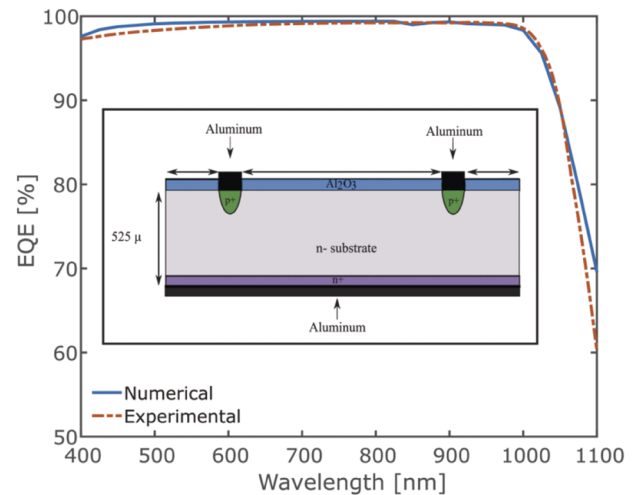 100
90
80
70
60
50
EQE [%]
Aluminum
Aluminum
Al2O3
p+
p+
525 μ
n- substrate
n+
Aluminum
Numerical
Experimental
400 500 600 700 800 900 1000 1100
Wavelength [nm]